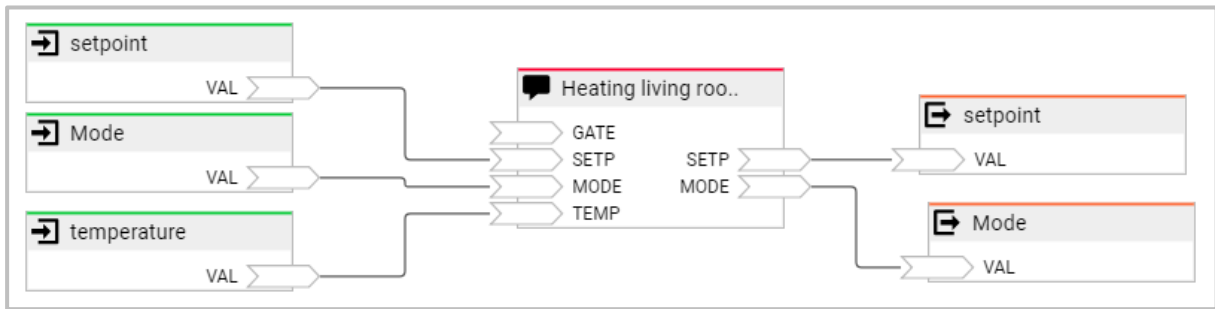 setpoint
VAL
Mode
VAL
temperature
VAL
Heating living roo..
GATE
SETP SETP
MODE MODE
TEMP
setpoint
VAL
Mode
VAL